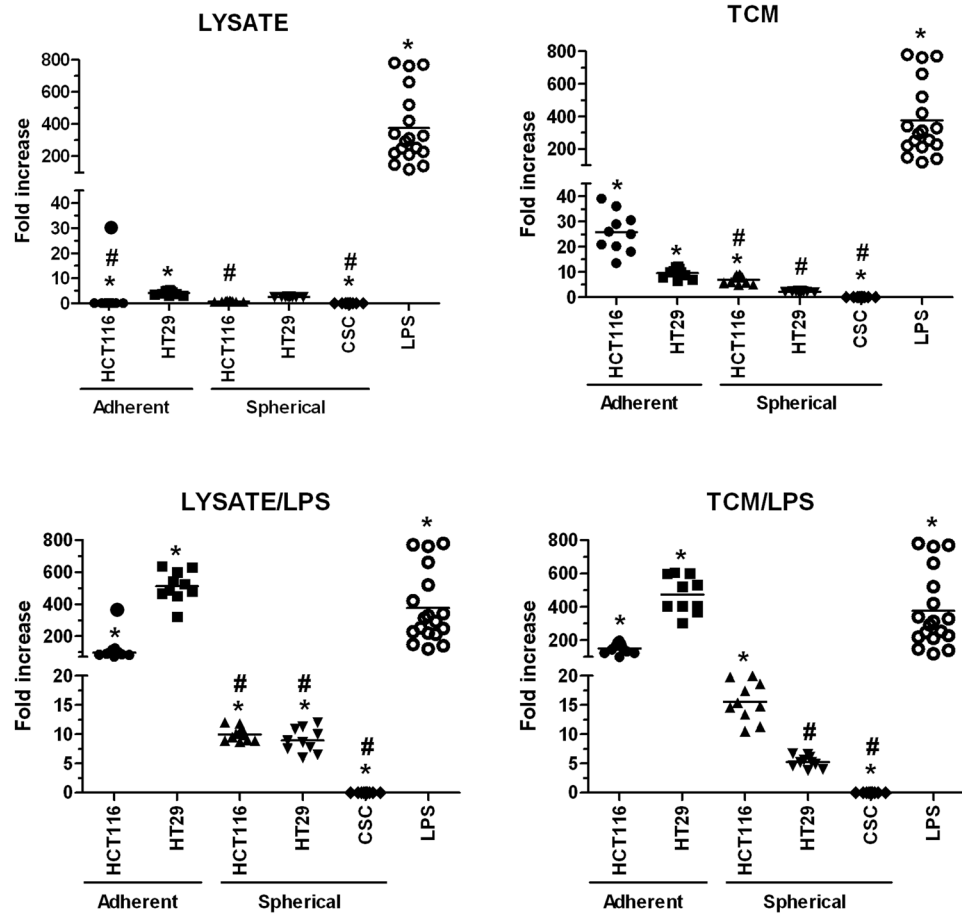 LYSATE
Fold increase
800
600
400
200
40
30
20
10
0
*
#
*
*
#
#
*
HCT116
HT29
HCT116
HT29
CSC
LPS
Adherent
Spherical
TCM
Fold increase
800
600
400
200
40
30
20
10
0
*
*
*
#
*
#
#
*
HCT116
HT29
HCT116
HT29
CSC
LPS
Adherent
Spherical
LYSATE/LPS
Fold increase
800
600
400
200
20
15
10
5
0
*
*
*
#
*
#
*
#
*
HCT116
HT29
HCT116
HT29
CSC
LPS
Adherent
Spherical
TCM/LPS
Fold increase
800
600
400
200
20
15
10
5
0
*
*
*
*
#
#
*
HCT116
HT29
HCT116
HT29
CSC
LPS
Adherent
Spherical